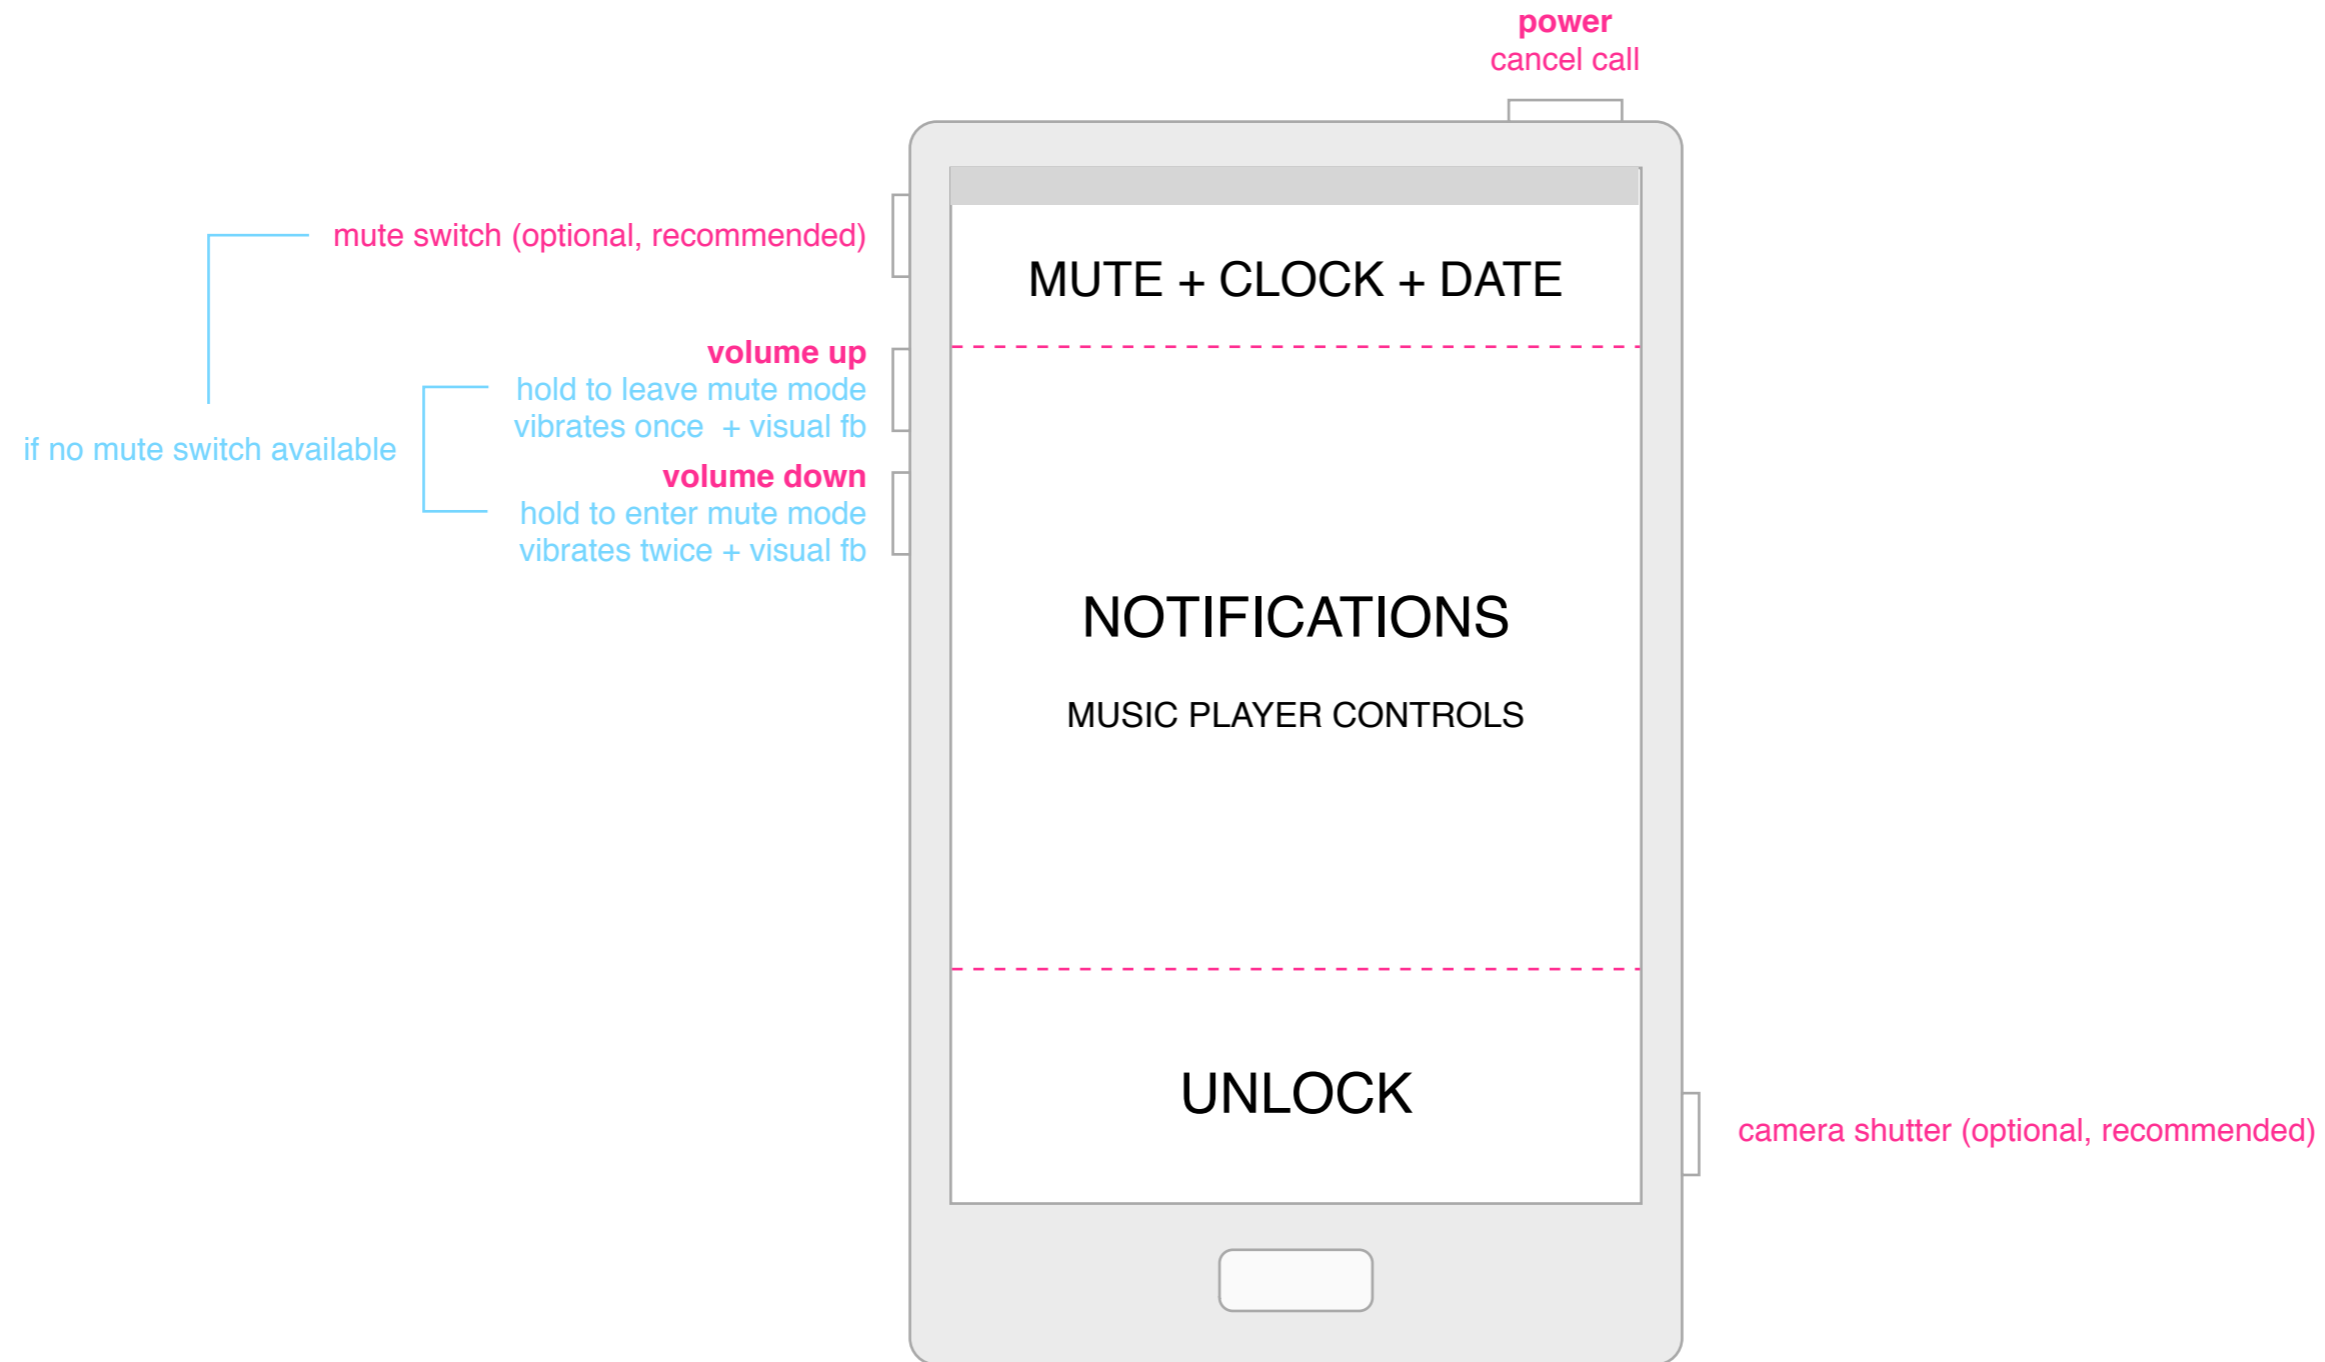 power
cancel call
mute switch (optional, recommended)
MUTE + CLOCK + DATE
volume up
hold to leave mute mode
vibrates once  + visual fb
if no mute switch available
volume down
hold to enter mute mode
vibrates twice + visual fb
NOTIFICATIONS
MUSIC PLAYER CONTROLS
UNLOCK
camera shutter (optional, recommended)